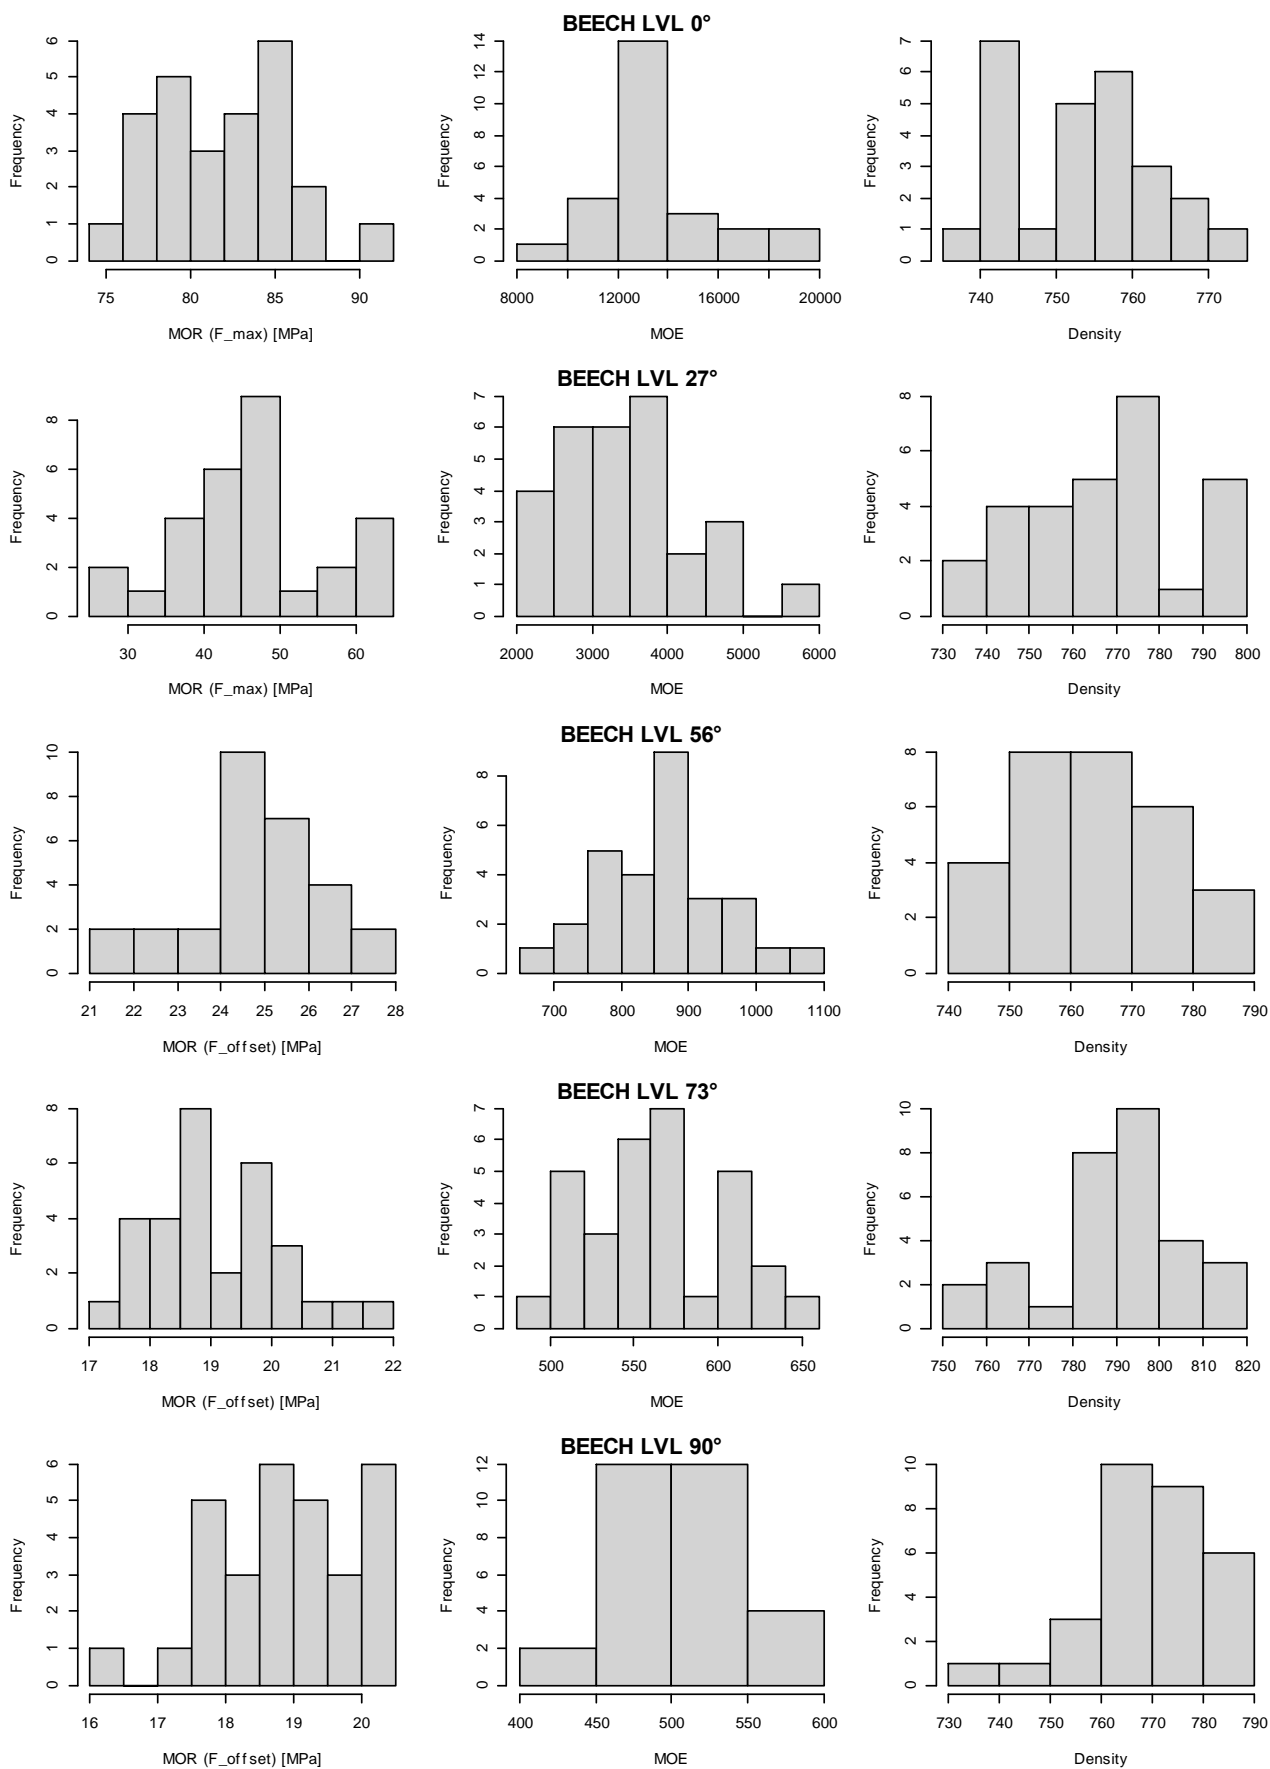 BEECH LVL 0°
Frequency
0 1 2 3 4 5 6
75 80 85 90
MOR (F_max) [MPa]
Frequency
0 2 4 6 8 10 12 14
8000 12000 16000 20000
MOE
Frequency
0 1 2 3 4 5 6 7
740 750 760 770
Density
BEECH LVL 27°
Frequency
0 2 4 6 8
30 40 50 60
MOR (F_max) [MPa]
Frequency
0 1 2 3 4 5 6 7
2000 3000 4000 5000 6000
MOE
Frequency
0 2 4 6 8
730 740 750 760 770 780 790 800
Density
BEECH LVL 56°
Frequency
0 2 4 6 8 10
21 22 23 24 25 26 27 28
MOR (F_offset) [MPa]
Frequency
0 2 4 6 8
700 800 900 1000 1100
MOE
Frequency
0 2 4 6 8
740 750 760 770 780 790
Density
BEECH LVL 73°
Frequency
0 2 4 6 8
17 18 19 20 21 22
MOR (F_offset) [MPa]
Frequency
0 1 2 3 4 5 6 7
500 550 600 650
MOE
Frequency
0 2 4 6 8 10
750 760 770 780 790 800 810 820
Density
BEECH LVL 90°
Frequency
0 1 2 3 4 5 6
16 17 18 19 20
MOR (F_offset) [MPa]
Frequency
0 2 4 6 8 10 12
400 450 500 550 600
MOE
Frequency
0 2 4 6 8 10
730 740 750 760 770 780 790
Density